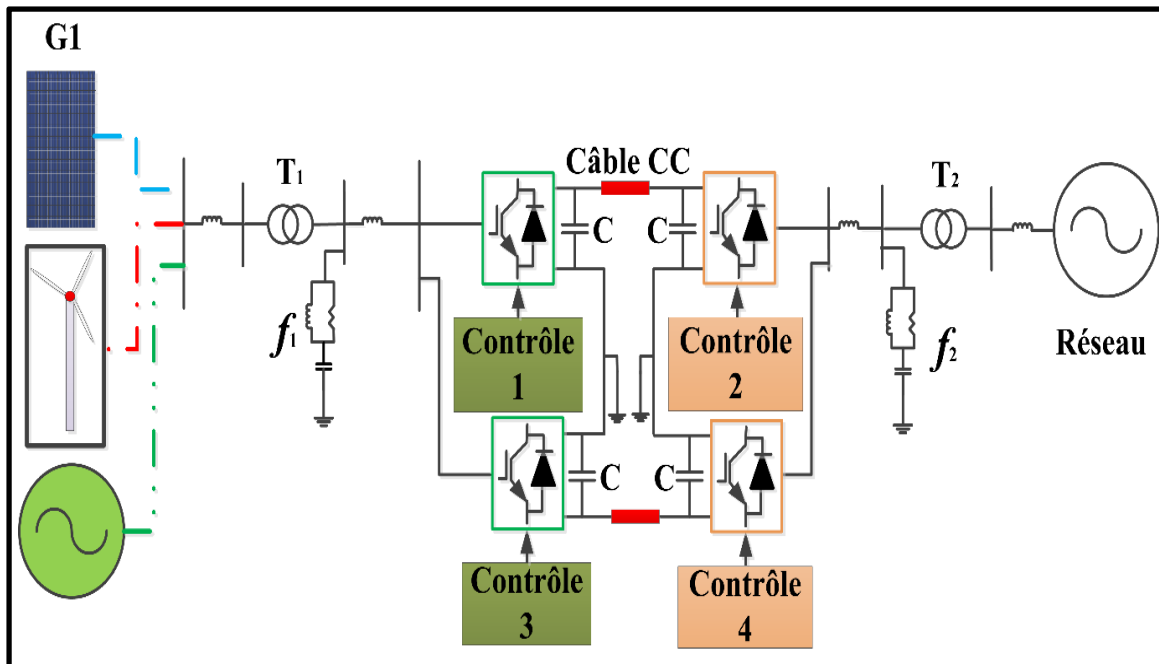 G1
T1
Câble CC
T2
C
C
f1
Contrôle
1
Contrôle
2
f2
Réseau
C
C
Contrôle
3
Contrôle
4